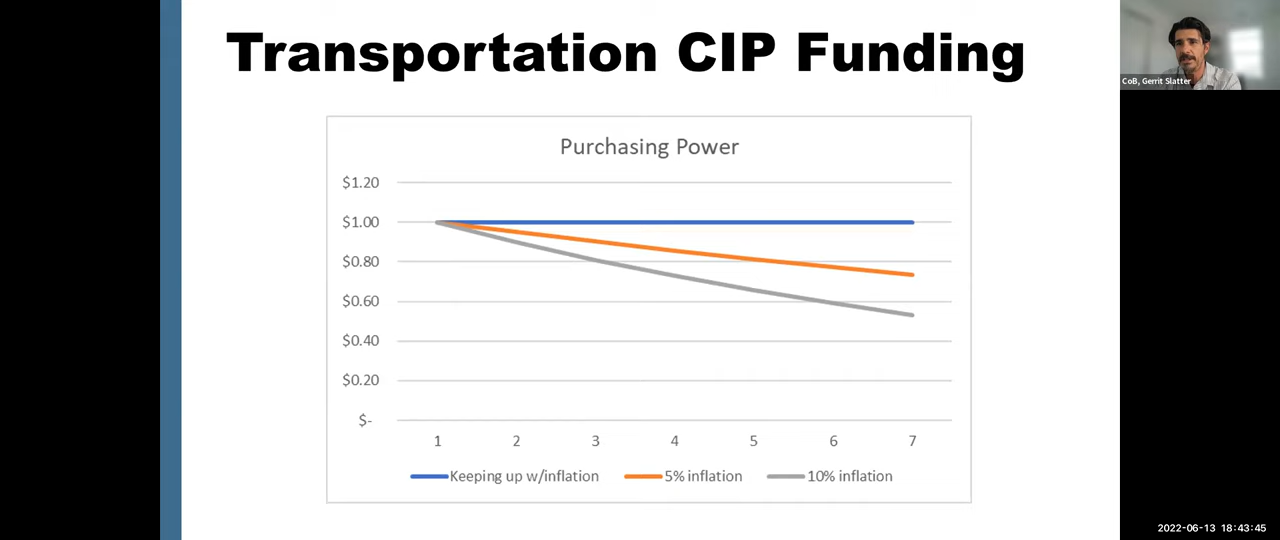 Transportation CIP Funding
CoB, Gerrit Slatter
Purchasing Power
$1.20
$1.00
$0.80
$0.60
$0.40
$0.20
$-
1 2 3 4 5 6 7
Keeping up w/inflation 5% inflation 10% inflation
2022-06-13 18:43:45